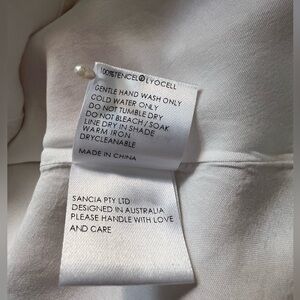 100%TENCEL®LYOCELL
GENTLE HAND WASH ONLY
COLD WATER ONLY
DO NOT TUMBLE DRY
DO NOT BLEACH / SOAK
LINE DRY IN SHADE
WARM IRON
DRYCLEANABLE
MADE IN CHINA
SANCIA PTY LTD
DESIGNED IN AUSTRALIA
PLEASE HANDLE WITH LOVE
AND CARE